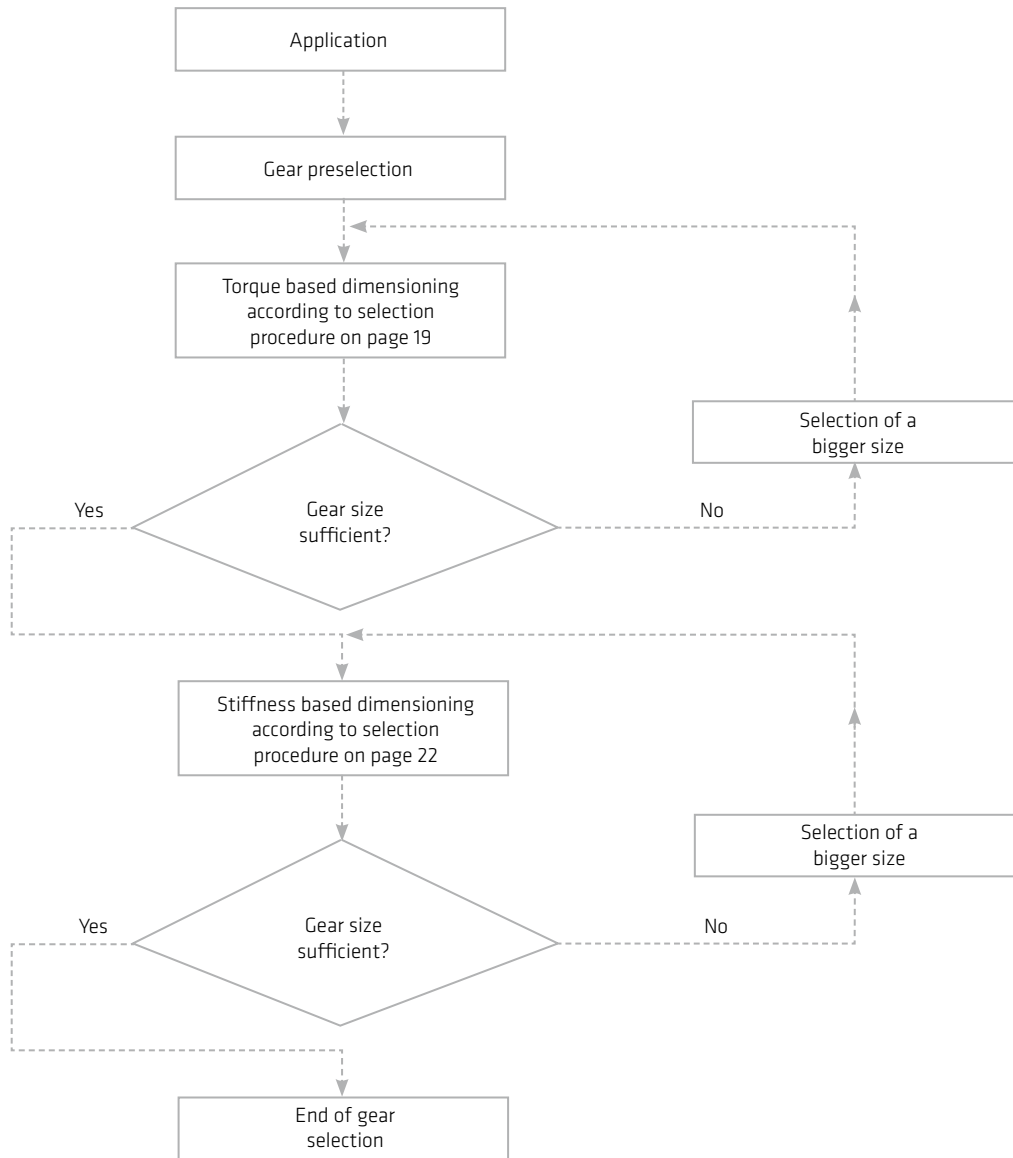 Application
Gear preselection
Torque based dimensioning
according to selection
procedure on page 19
Selection of a
bigger size
Yes
Gear size
sufficient?
No
Stiffness based dimensioning
according to selection
procedure on page 22
Selection of a
bigger size
Yes
Gear size
sufficient?
No
End of gear
selection